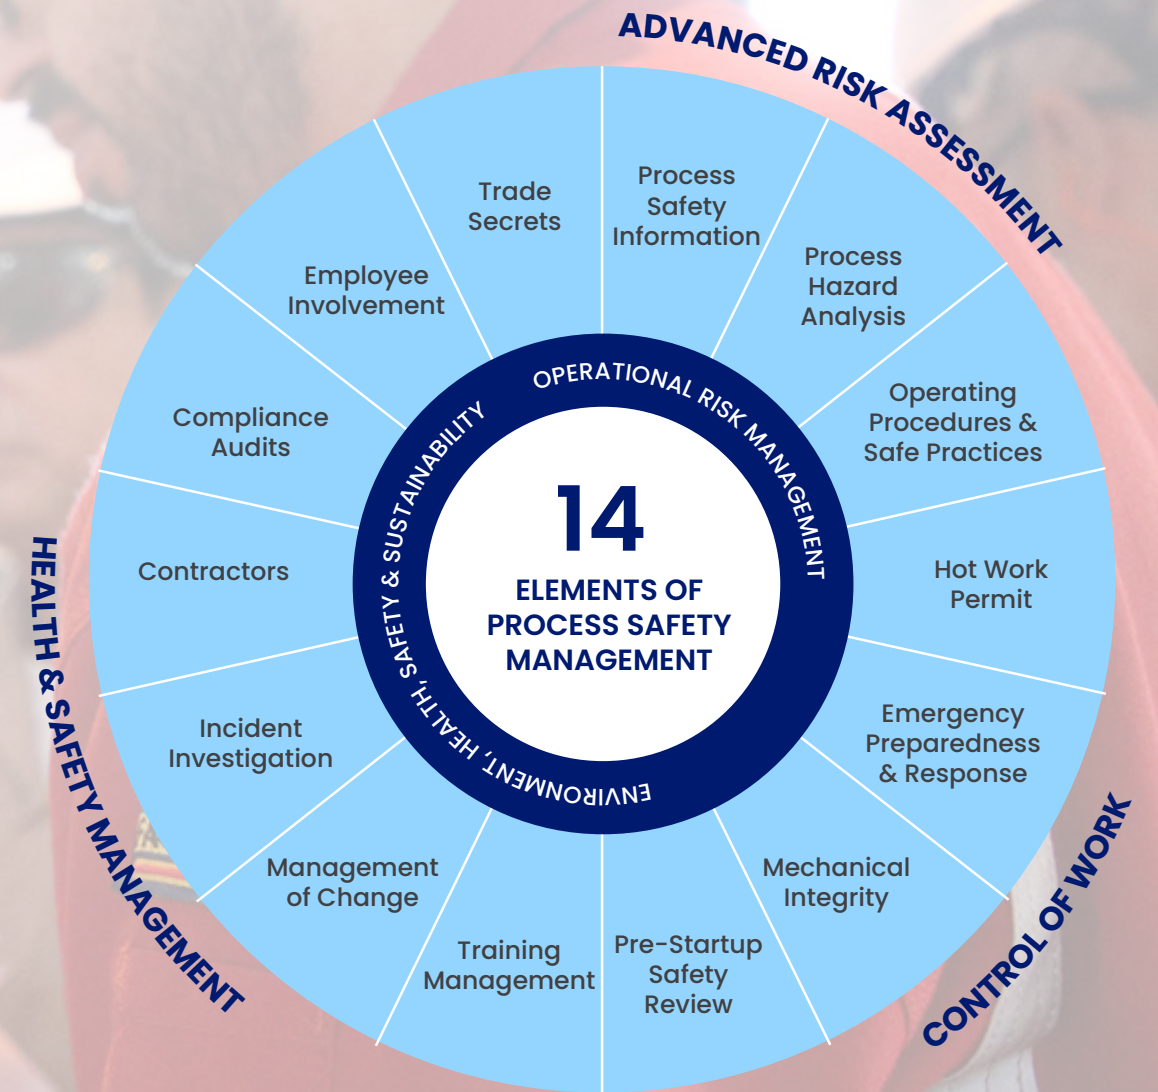 ADVANCED RISK ASSESSMENT
Process
Safety
Information
Process
Hazard
Analysis
Operating
Procedures &
Safe Practices
Hot Work
Permit
Emergency
Preparedness
& Response
Mechanical
Integrity
Pre-Startup
Safety
Review
Training
Management
Management
of Change
Incident
Investigation
Contractors
Compliance
Audits
Employee
Involvement
Trade
Secrets
CONTROL OF WORK
HEALTH & SAFETY MANAGEMENT
OPERATIONAL RISK MANAGEMENT
ENVIRONMENT, HEALTH, SAFETY & SUSTAINABILITY
14
ELEMENTS OF
PROCESS SAFETY
MANAGEMENT